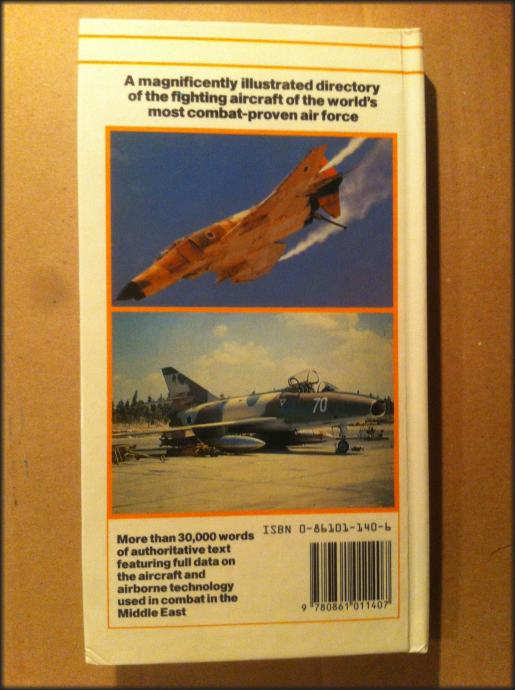 A magnificently illustrated directory
of the fighting aircraft of the world's
most combat-proven air force
70
More than 30,000 words
of authoritative text
featuring full data on
the aircraft and
airborne technology
used in combat in the
Middle East
ISBN 0-86101-140-6
9 780861 011407